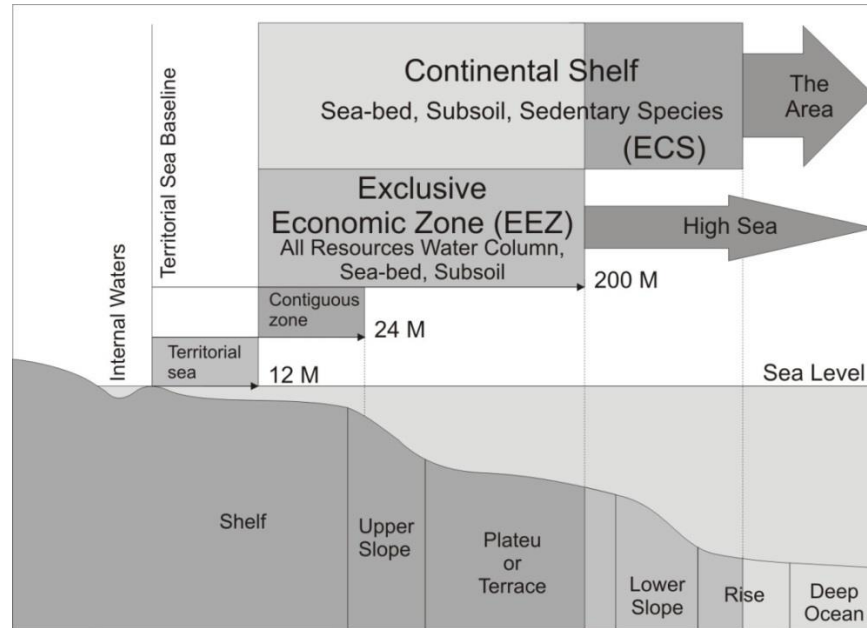 Continental Shelf
Sea-bed, Subsoil, Sedentary Species
(ECS)
The
Area
Territorial Sea Baseline
Internal Waters
Exclusive
Economic Zone (EEZ)
All Resources Water Column,
Sea-bed, Subsoil
High Sea
200 M
Contiguous
zone
24 M
Territorial
sea
12 M
Sea Level
Shelf
Upper
Slope
Plateu
or
Terrace
Lower
Slope
Rise
Deep
Ocean